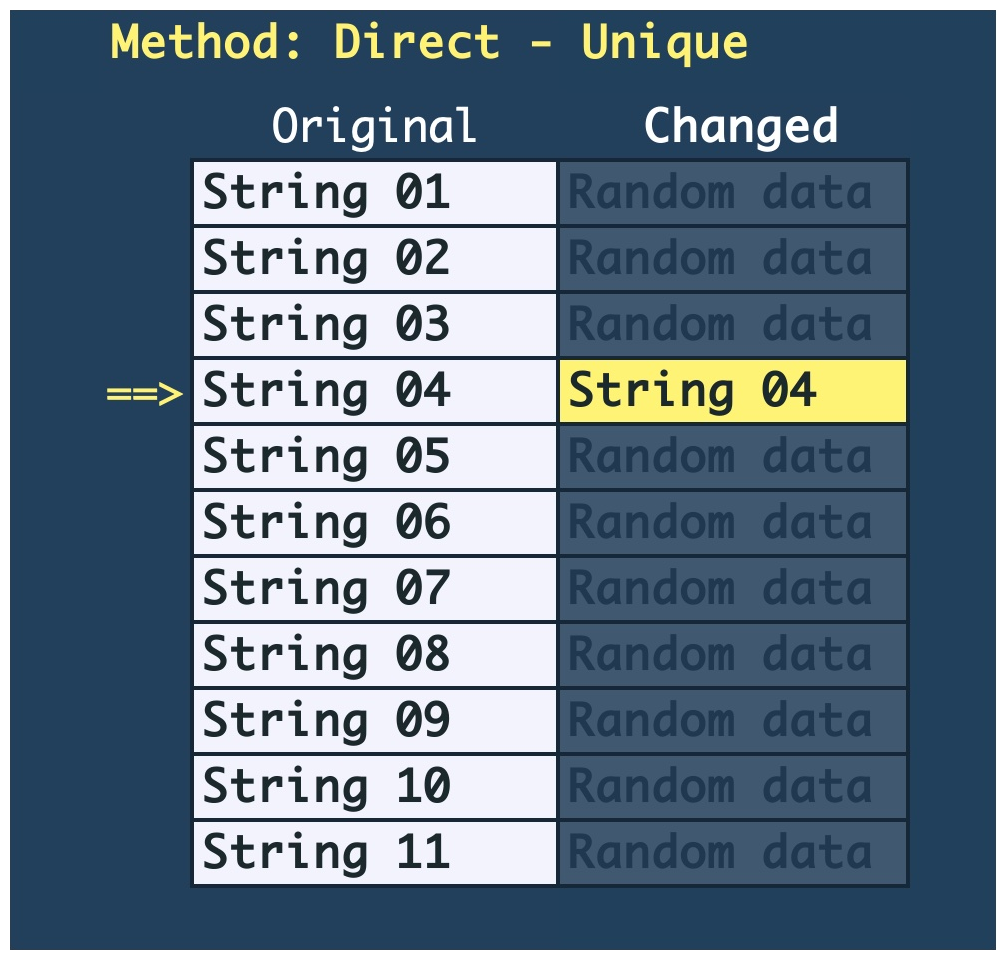 Method: Direct - Unique
Original Changed
String 01 Random data
String 02 Random data
String 03 Random data
==> String 04 String 04
String 05 Random data
String 06 Random data
String 07 Random data
String 08 Random data
String 09 Random data
String 10 Random data
String 11 Random data